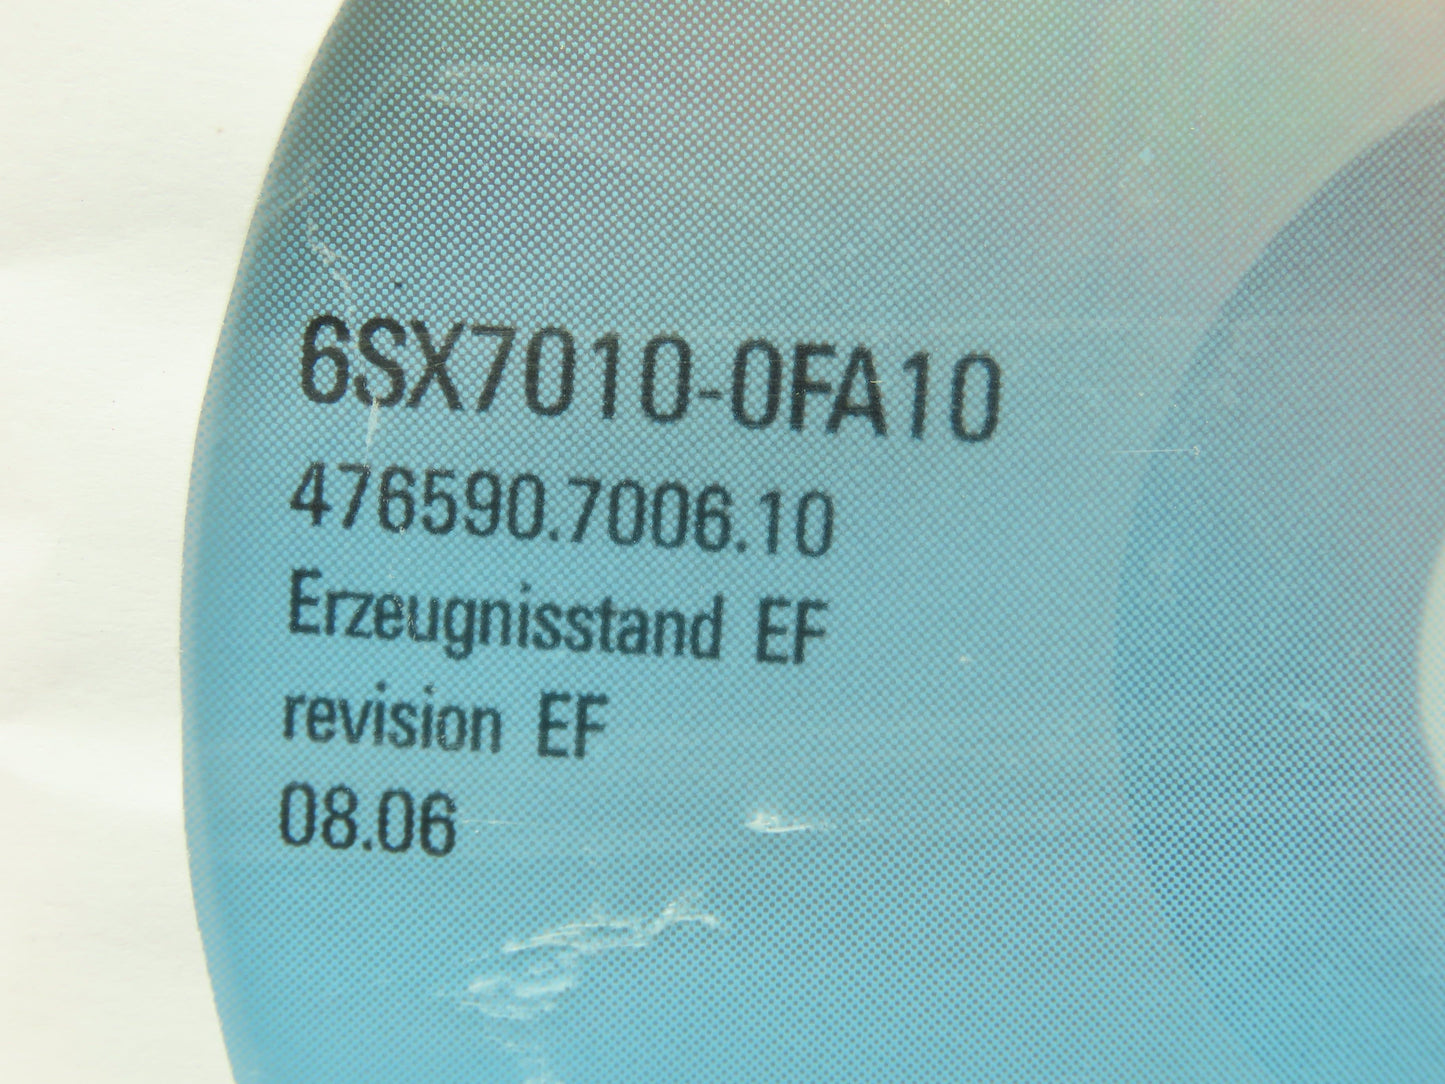 6SX7010-0FA10
476590.7006.10
Erzeugnisstand EF
revision EF
08.06